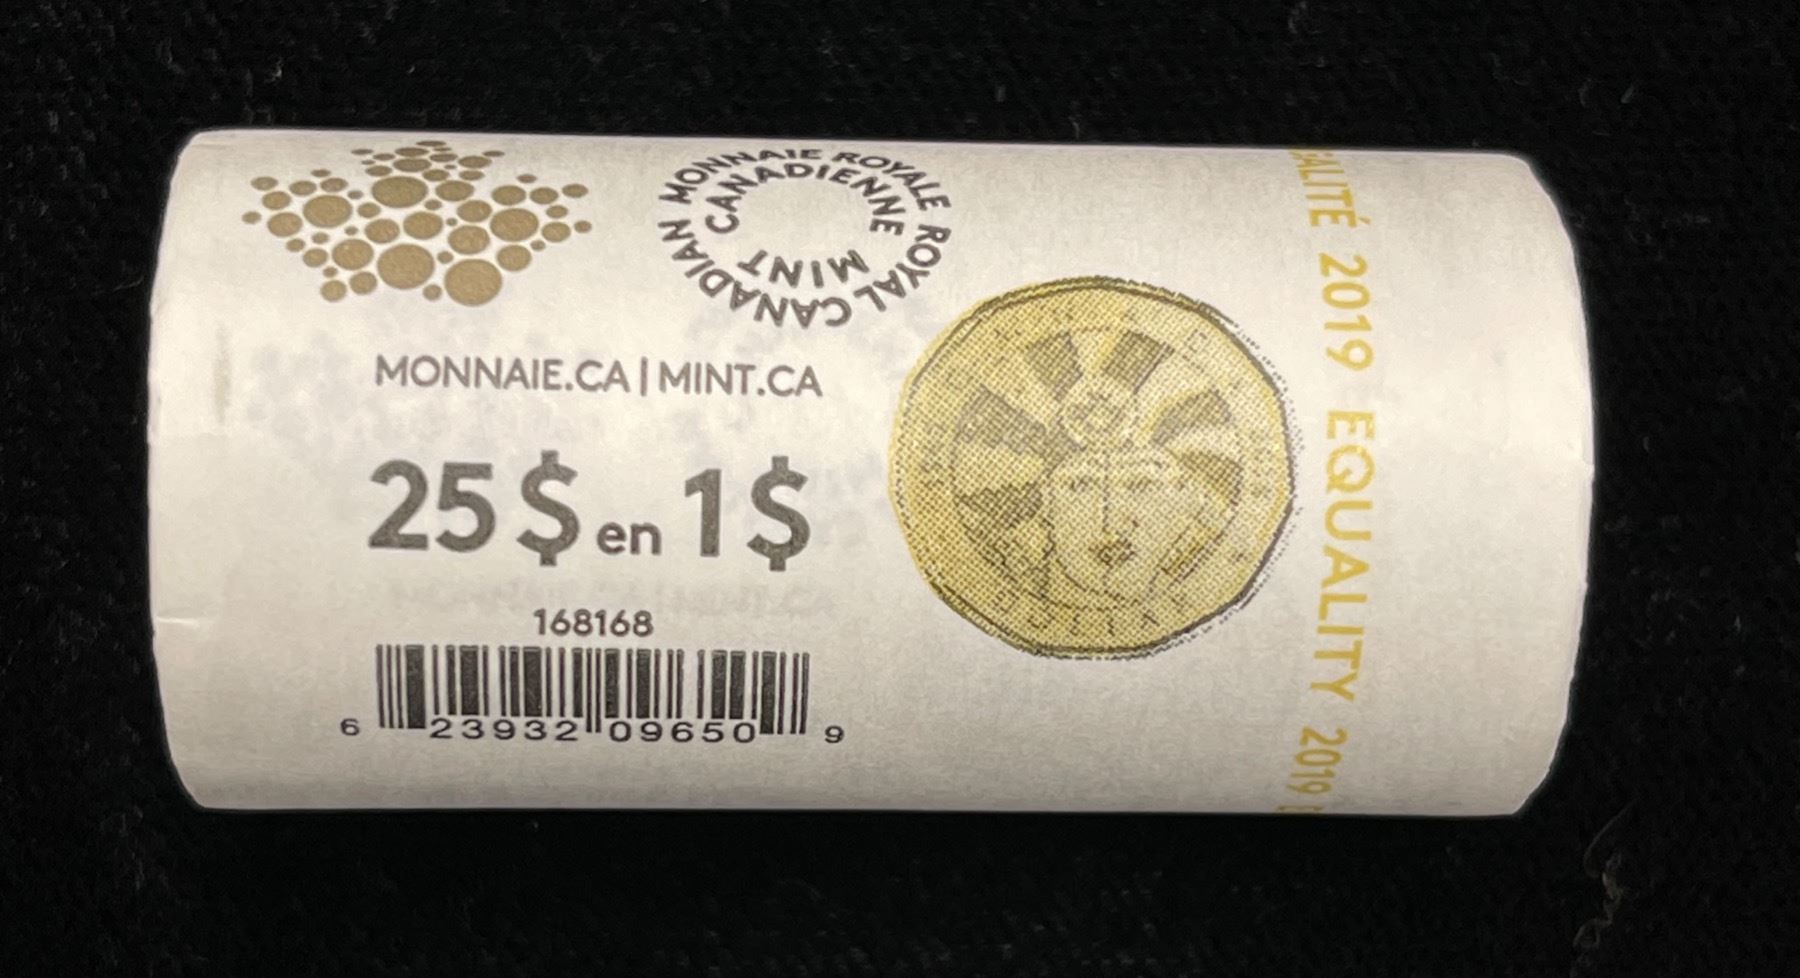 MONNAIE ROYALE CANADIENNE
ROYAL CANADIAN MINT
MONNAIE.CA | MINT.CA
25 $ en 1 $
168168
6 23932 09650 9
2019 EQUALITY 2019